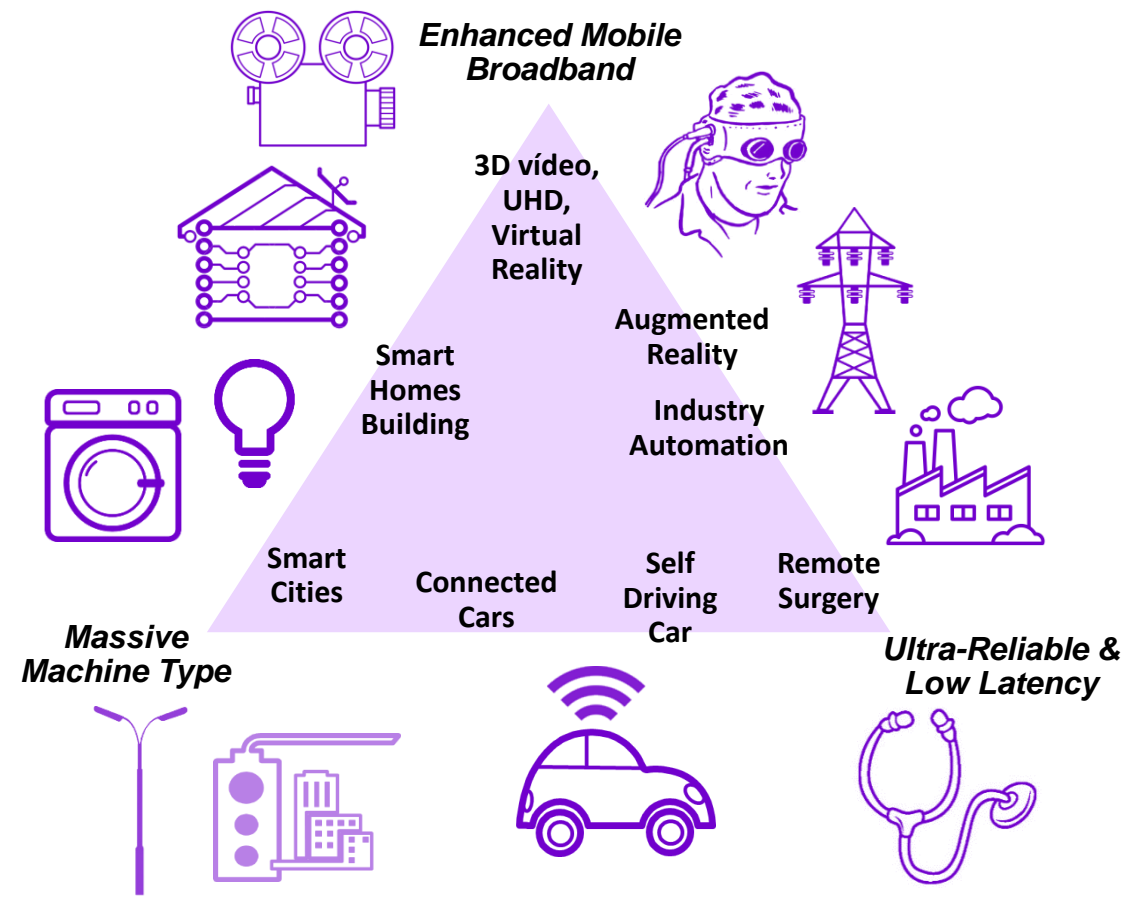 Enhanced Mobile
Broadband
3D vídeo,
UHD,
Virtual
Reality
Augmented
Reality
Smart
Homes
Building
Industry
Automation
Smart
Cities
Connected
Cars
Self
Driving
Car
Remote
Surgery
Massive
Machine Type
Ultra-Reliable &
Low Latency